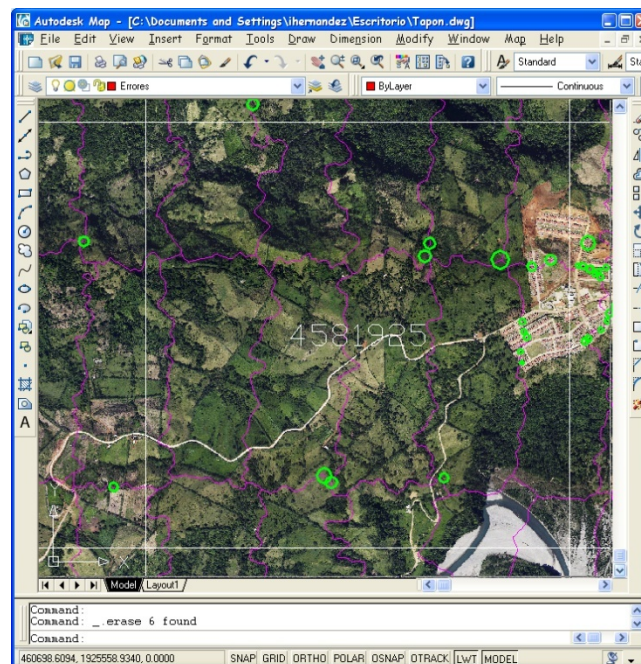 Autodesk Map - [C:\Documents and Settings\ihernandez\Escritorio\Tapon.dwg]
File Edit View Insert Format Tools Draw Dimension Modify Window Map Help
Standard
Errores ByLayer Continuous
4581925
Y
X
Model Layout1
Command:
Command: _.erase 6 found
Command:
460698.6094, 1925558.9340, 0.0000 SNAP GRID ORTHO POLAR OSNAP OTRACK LWT MODEL